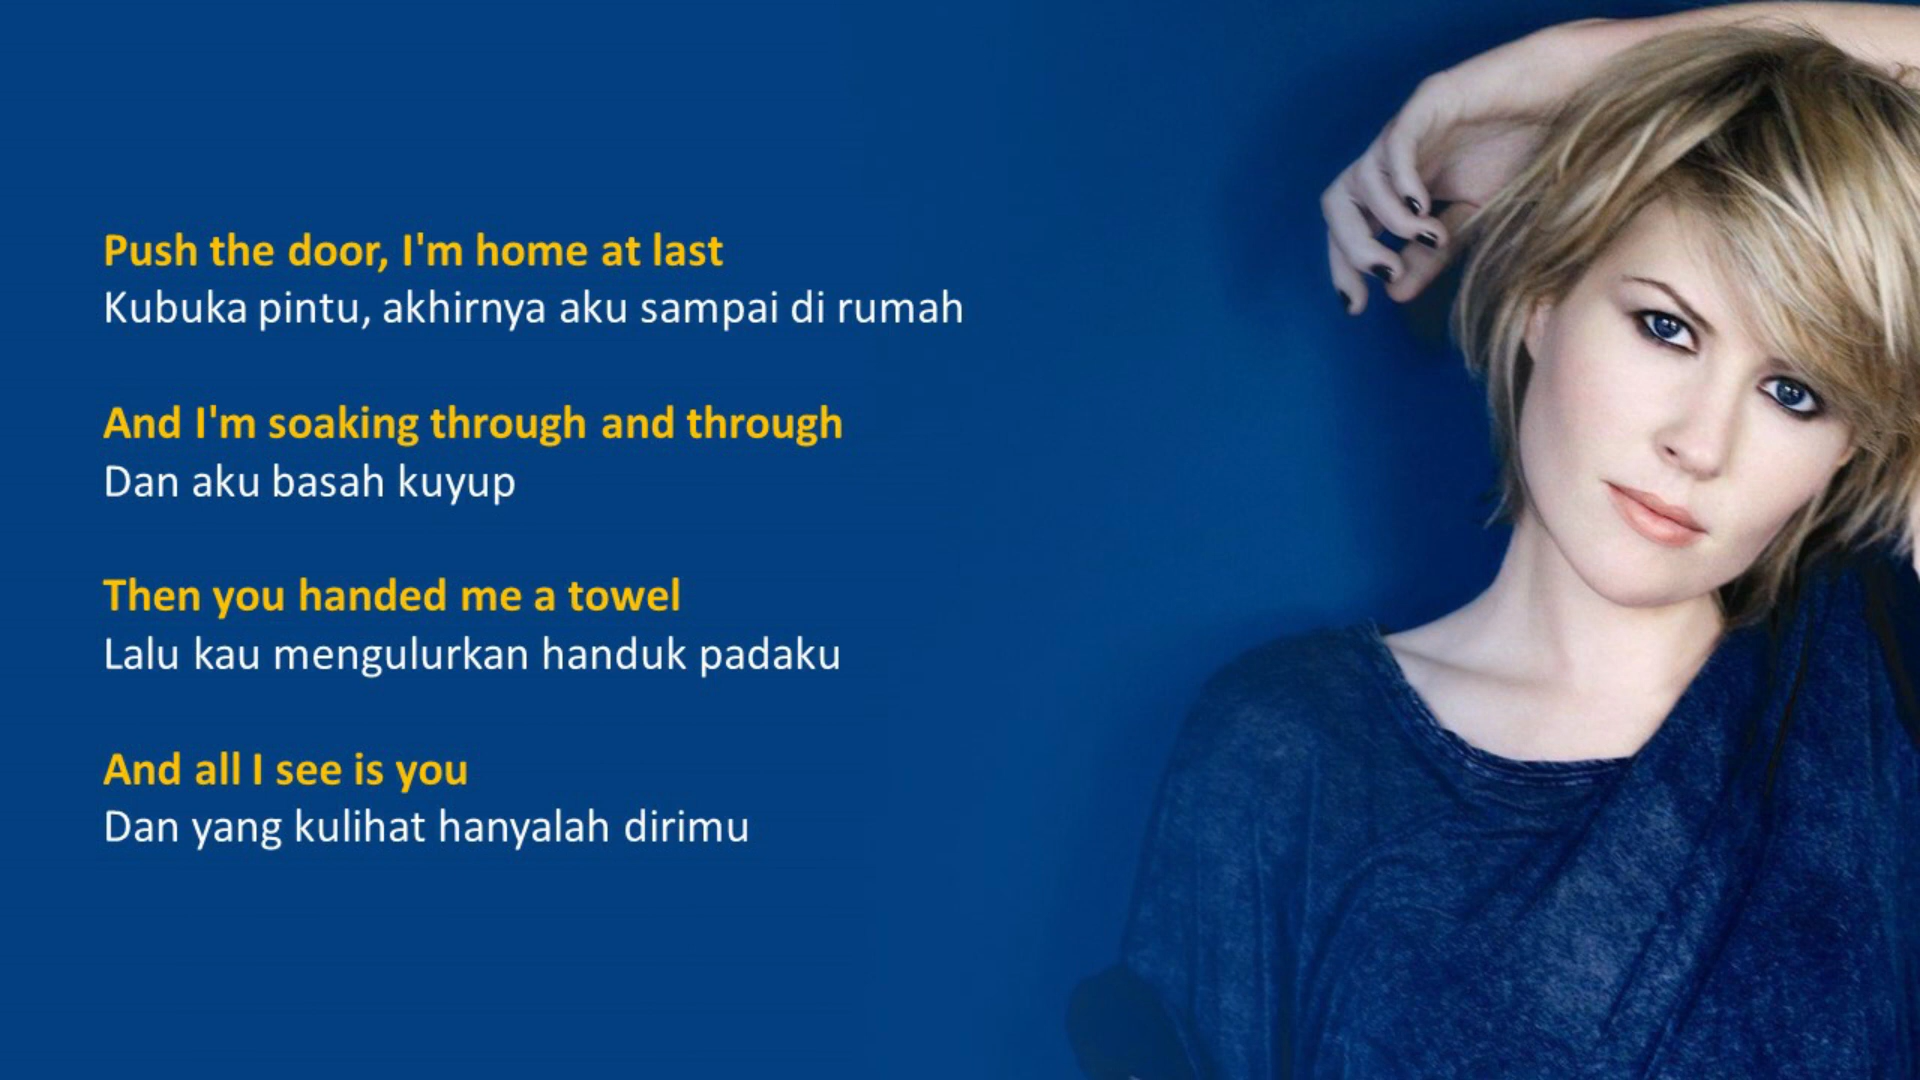 Push the door, I'm home at last
Kubuka pintu, akhirnya aku sampai di rumah
And I'm soaking through and through
Dan aku basah kuyup
Then you handed me a towel
Lalu kau mengulurkan handuk padaku
And all I see is you
Dan yang kulihat hanyalah dirimu